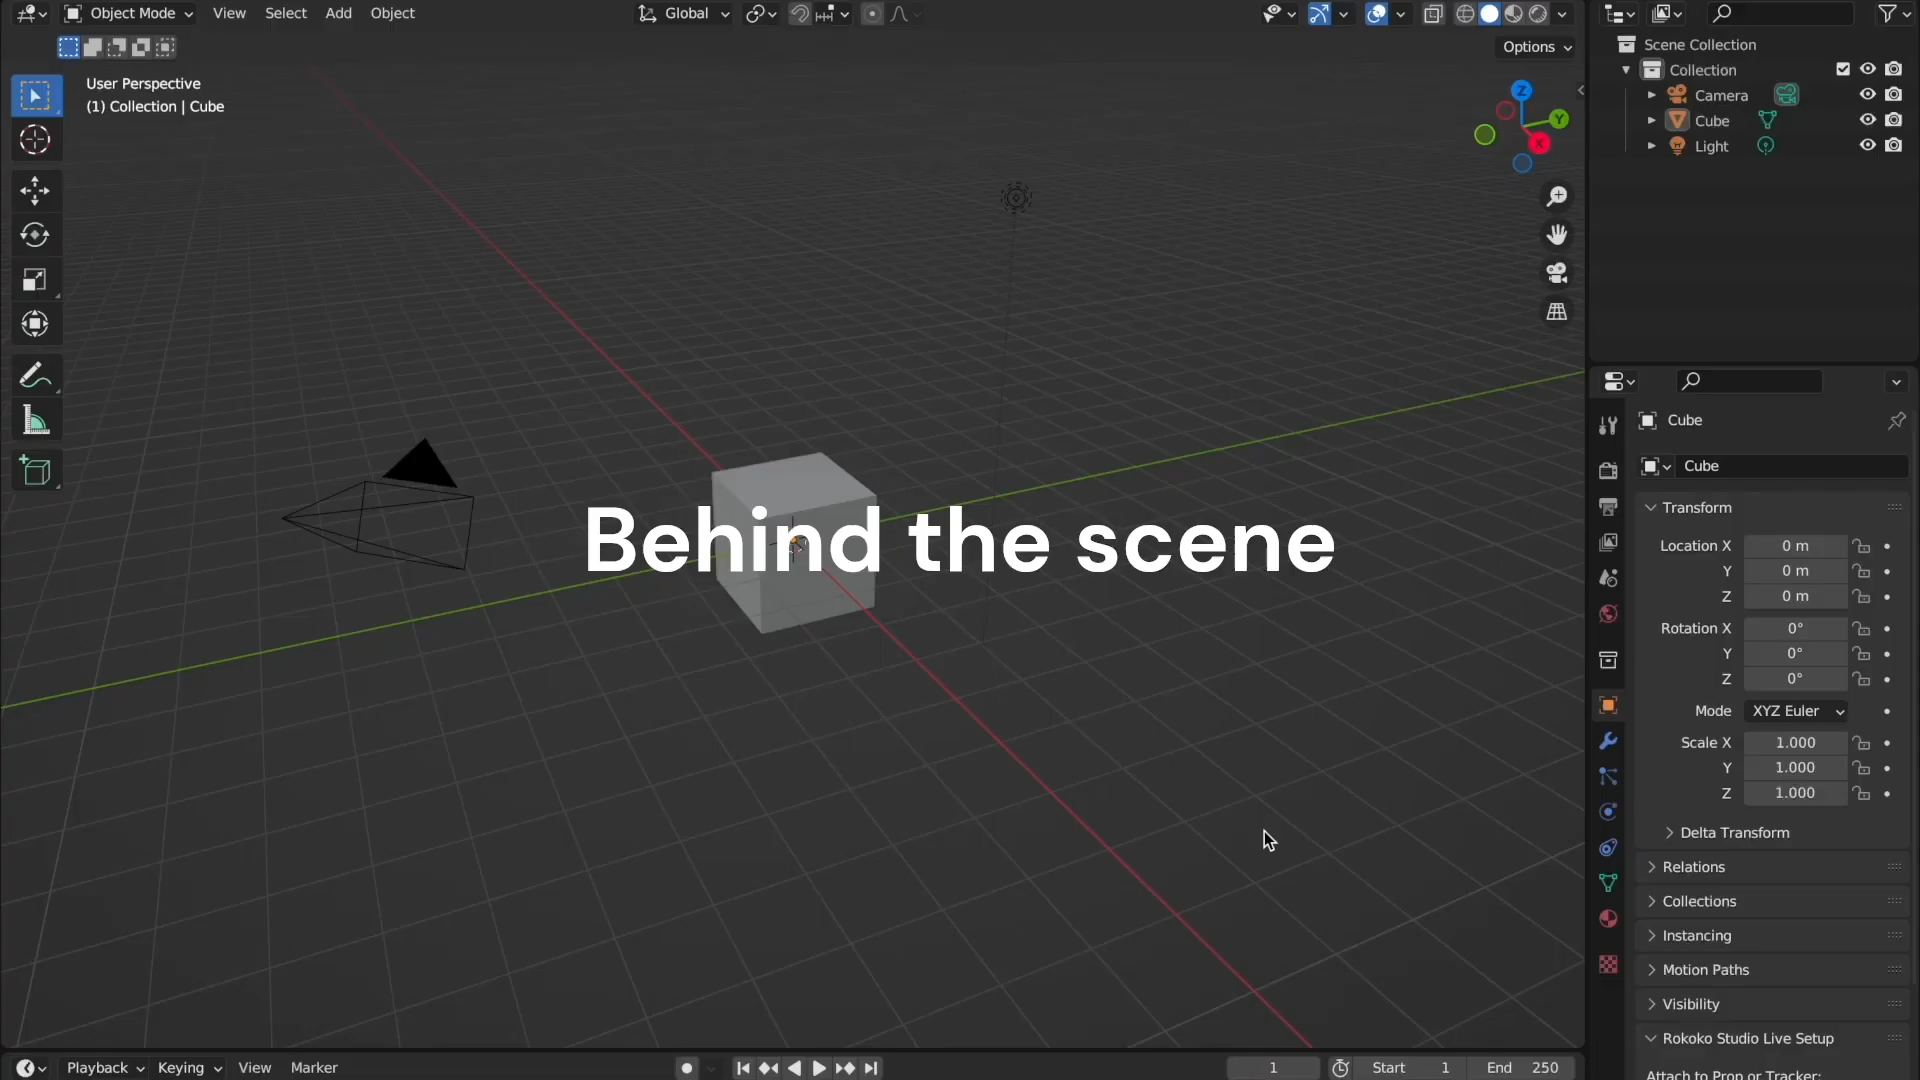 Object Mode View Select Add Object Global
Options
User Perspective
(1) Collection | Cube
Z
Y
X
Behind the scene
Scene Collection
Collection
Camera
Cube
Light
Cube
Cube
Transform
Location X 0 m
Y 0 m
Z 0 m
Rotation X 0°
Y 0°
Z 0°
Mode XYZ Euler
Scale X 1.000
Y 1.000
Z 1.000
Delta Transform
Relations
Collections
Instancing
Motion Paths
Visibility
Rokoko Studio Live Setup
Attach to Prop or Tracker:
Playback Keying View Marker 1 Start 1 End 250